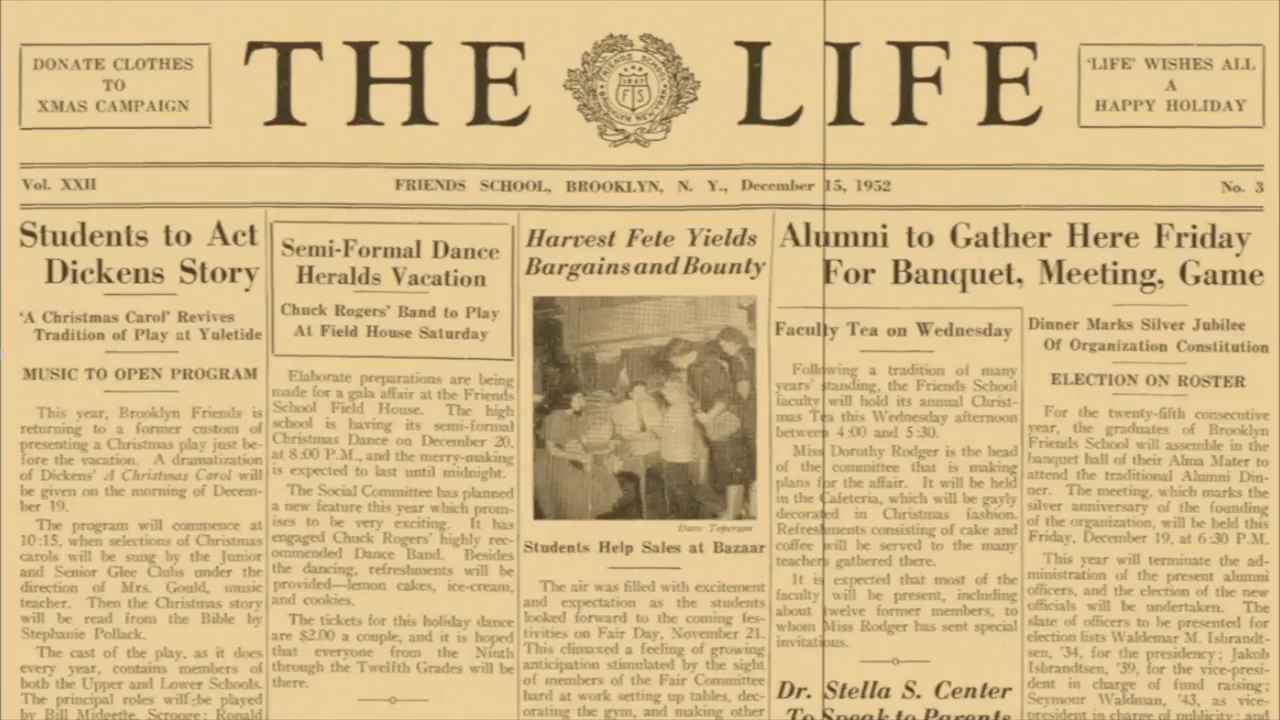 DONATE CLOTHES
TO
XMAS CAMPAIGN
THE LIFE
FRIENDS SCHOOL
1867
F S
BROOKLYN NEW YORK
'LIFE' WISHES ALL
A
HAPPY HOLIDAY
Vol. XXII
FRIENDS SCHOOL, BROOKLYN, N. Y., December 15, 1952
No. 3
Students to Act
Dickens Story
'A Christmas Carol' Revives
Tradition of Play at Yuletide
MUSIC TO OPEN PROGRAM
This year, Brooklyn Friends is
returning to a former custom of
presenting a Christmas play just be-
fore the vacation. A dramatization
of Dickens' A Christmas Carol will
be given on the morning of Decem-
ber 19.
The program will commence at
10:15, when selections of Christmas
carols will be sung by the Junior
and Senior Glee Clubs under the
direction of Mrs. Gould, music
teacher. Then the Christmas story
will be read from the Bible by
Stephanie Pollack.
The cast of the play, as it does
every year, contains members of
both the Upper and Lower Schools.
The principal roles will be played
by Bill Midgette, Scrooge; Ronald
Semi-Formal Dance
Heralds Vacation
Chuck Rogers' Band to Play
At Field House Saturday
Elaborate preparations are being
made for a gala affair at the Friends
School Field House. The high
school is having its semi-formal
Christmas Dance on December 20,
at 8:00 P.M., and the merry-making
is expected to last until midnight.
The Social Committee has planned
a new feature this year which prom-
ises to be very exciting. It has
engaged Chuck Rogers' highly rec-
ommended Dance Band. Besides
the dancing, refreshments will be
provided—lemon cakes, ice-cream,
and cookies.
The tickets for this holiday dance
are $2.00 a couple, and it is hoped
that everyone from the Ninth
through the Twelfth Grades will be
there.
Harvest Fete Yields
Bargains and Bounty
Dave Toperam
Students Help Sales at Bazaar
The air was filled with excitement
and expectation as the students
looked forward to the coming fes-
tivities on Fair Day, November 21.
This climaxed a feeling of growing
anticipation stimulated by the sight
of members of the Fair Committee
hard at work setting up tables, dec-
orating the gym, and making other
Alumni to Gather Here Friday
For Banquet, Meeting, Game
Faculty Tea on Wednesday
Following a tradition of many
years' standing, the Friends School
faculty will hold its annual Christ-
mas Tea this Wednesday afternoon
between 4:00 and 5:30.
Miss Dorothy Rodger is the head
of the committee that is making
plans for the affair. It will be held
in the Cafeteria, which will be gayly
decorated in Christmas fashion.
Refreshments consisting of cake and
coffee will be served to the many
teachers gathered there.
It is expected that most of the
faculty will be present, including
about twelve former members, to
whom Miss Rodger has sent special
invitations.
Dr. Stella S. Center
To Speak to Parents
Dinner Marks Silver Jubilee
Of Organization Constitution
ELECTION ON ROSTER
For the twenty-fifth consecutive
year, the graduates of Brooklyn
Friends School will assemble in the
banquet hall of their Alma Mater to
attend the traditional Alumni Din-
ner. The meeting, which marks the
silver anniversary of the founding
of the organization, will be held this
Friday, December 19, at 6:30 P.M.
This year will terminate the ad-
ministration of the present alumni
officers, and the election of the new
officials will be undertaken. The
slate of officers to be presented for
election lists Waldemar M. Isbrandt-
sen, '34, for the presidency; Jakob
Isbrandtsen, '39, for the vice-presi-
dent in charge of fund raising;
Seymour Waldman, '43, as vice-
president in charge of publicity; and